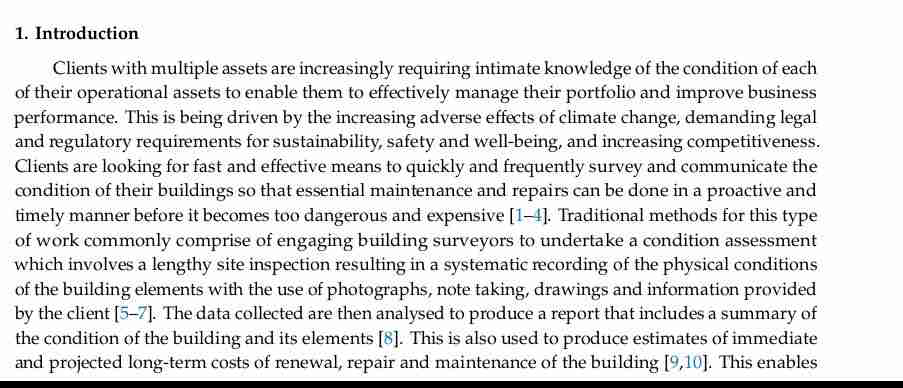 1. Introduction
Clients with multiple assets are increasingly requiring intimate knowledge of the condition of each
of their operational assets to enable them to effectively manage their portfolio and improve business
performance. This is being driven by the increasing adverse effects of climate change, demanding legal
and regulatory requirements for sustainability, safety and well-being, and increasing competitiveness.
Clients are looking for fast and effective means to quickly and frequently survey and communicate the
condition of their buildings so that essential maintenance and repairs can be done in a proactive and
timely manner before it becomes too dangerous and expensive [1–4]. Traditional methods for this type
of work commonly comprise of engaging building surveyors to undertake a condition assessment
which involves a lengthy site inspection resulting in a systematic recording of the physical conditions
of the building elements with the use of photographs, note taking, drawings and information provided
by the client [5–7]. The data collected are then analysed to produce a report that includes a summary of
the condition of the building and its elements [8]. This is also used to produce estimates of immediate
and projected long-term costs of renewal, repair and maintenance of the building [9,10]. This enables